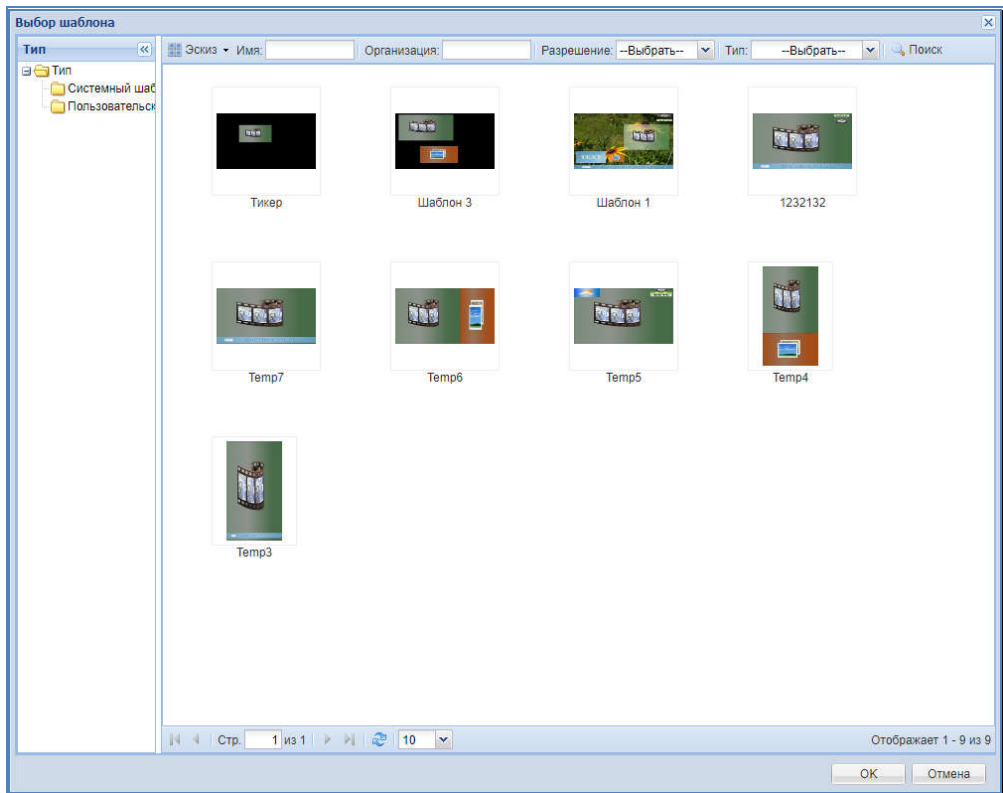 Выбор шаблона
Тип
Эскиз Имя: Организация: Разрешение: --Выбрать-- Тип: --Выбрать-- Поиск
Тип
Системный шаб
Пользовательск
Тикер Шаблон 3 Шаблон 1 1232132
Temp7 Temp6 Temp5 Temp4
Temp3
Стр. 1 из 1 10 Отображает 1 - 9 из 9
OK Отмена